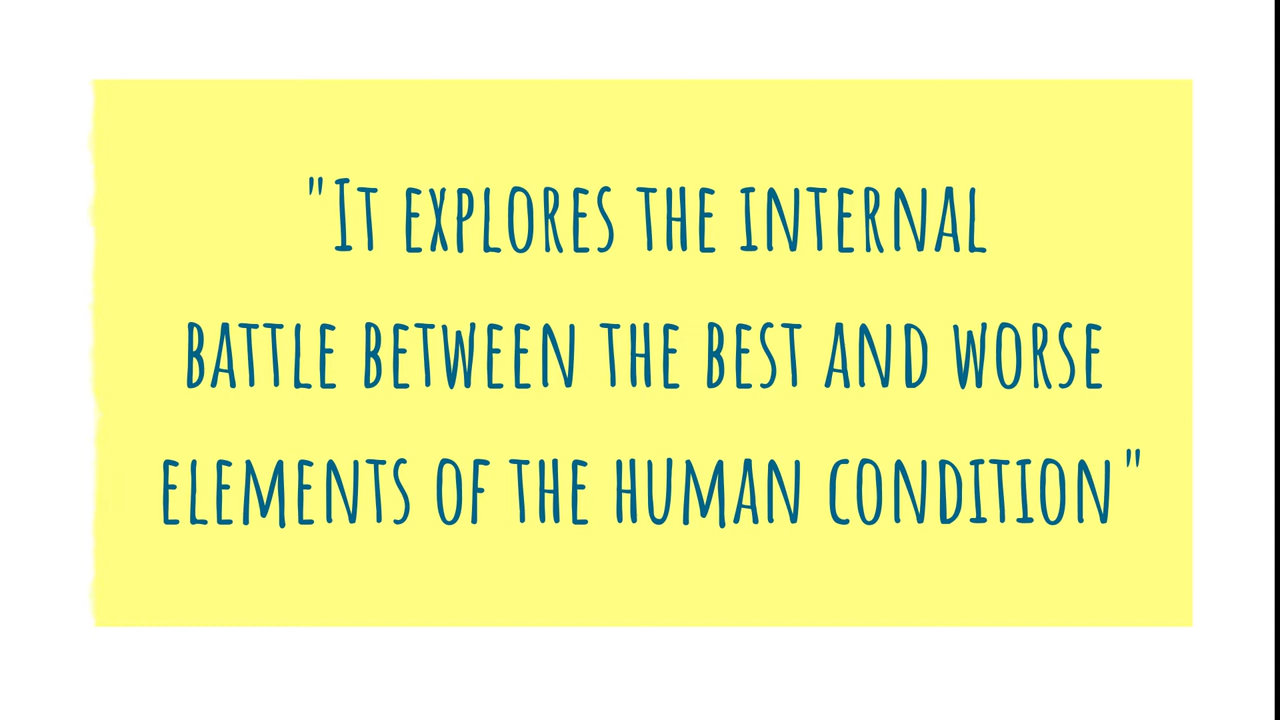 "It explores the internal
battle between the best and worse
elements of the human condition"